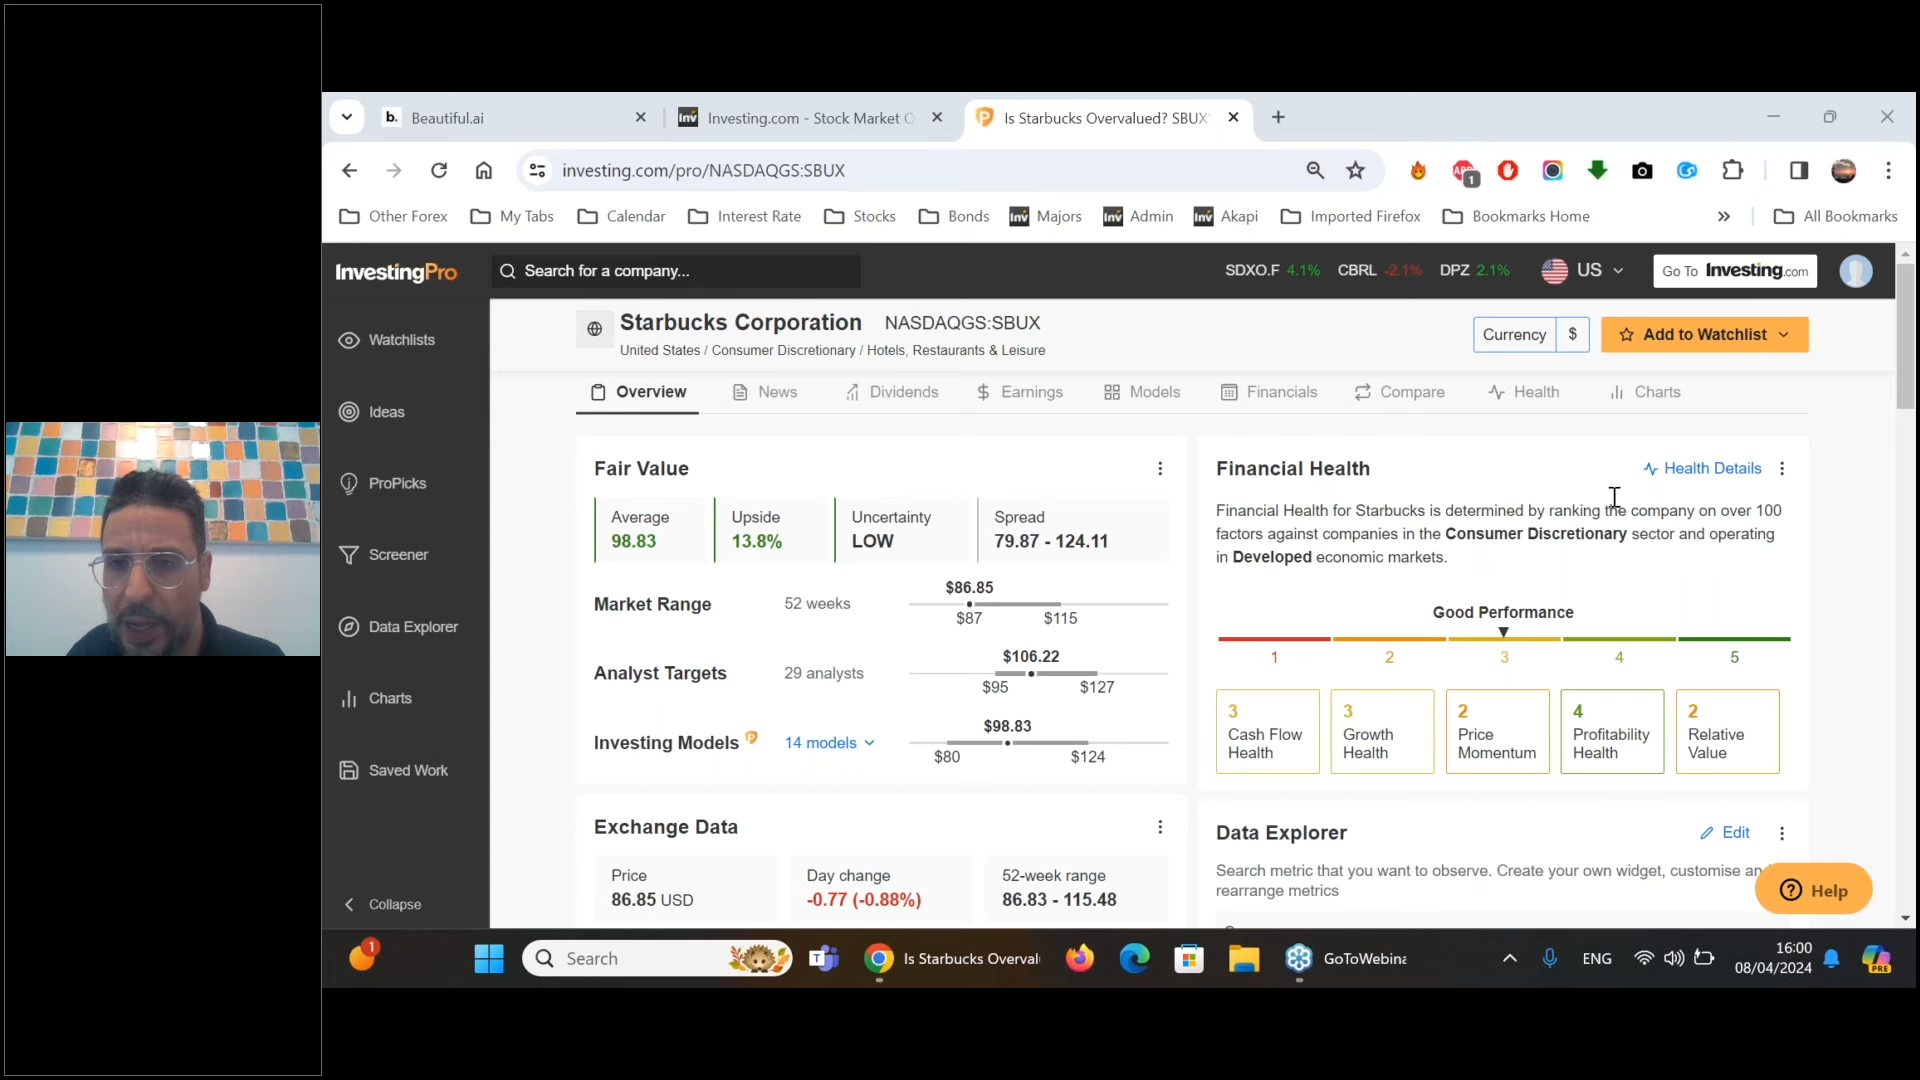 b. Beautiful.ai
Inv Investing.com - Stock Market Q
Is Starbucks Overvalued? SBUX'
investing.com/pro/NASDAQGS:SBUX
1
Other Forex
My Tabs
Calendar
Interest Rate
Stocks
Bonds
Inv Majors
Inv Admin
Inv Akapi
Imported Firefox
Bookmarks Home
»
All Bookmarks
InvestingPro
Search for a company...
SDXO.F 4.1% CBRL -2.1% DPZ 2.1%
US
Go To Investing.com
Watchlists
Ideas
ProPicks
Screener
Data Explorer
Charts
Saved Work
Collapse
Starbucks Corporation NASDAQGS:SBUX
United States / Consumer Discretionary / Hotels, Restaurants & Leisure
Currency $
Add to Watchlist
Overview
News
Dividends
Earnings
Models
Financials
Compare
Health
Charts
Fair Value
Average
98.83
Upside
13.8%
Uncertainty
LOW
Spread
79.87 - 124.11
Market Range 52 weeks
$86.85
$87 $115
Analyst Targets 29 analysts
$106.22
$95 $127
Investing Models 14 models
$98.83
$80 $124
Financial Health
Health Details
Financial Health for Starbucks is determined by ranking the company on over 100
factors against companies in the Consumer Discretionary sector and operating
in Developed economic markets.
Good Performance
1 2 3 4 5
3
Cash Flow
Health
3
Growth
Health
2
Price
Momentum
4
Profitability
Health
2
Relative
Value
Exchange Data
Price
86.85 USD
Day change
-0.77 (-0.88%)
52-week range
86.83 - 115.48
Data Explorer
Edit
Search metric that you want to observe. Create your own widget, customise an
rearrange metrics
Help
1
Search
Is Starbucks Overval
GoToWebina
ENG
16:00
08/04/2024
PRE